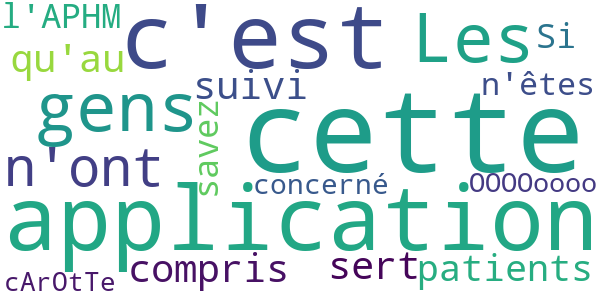 l'APHM c'est Les Si
qu'au suivi n'êtes
gens savez cette
n'ont concerné OOOOoooo
application
cArOtTe compris sert patients